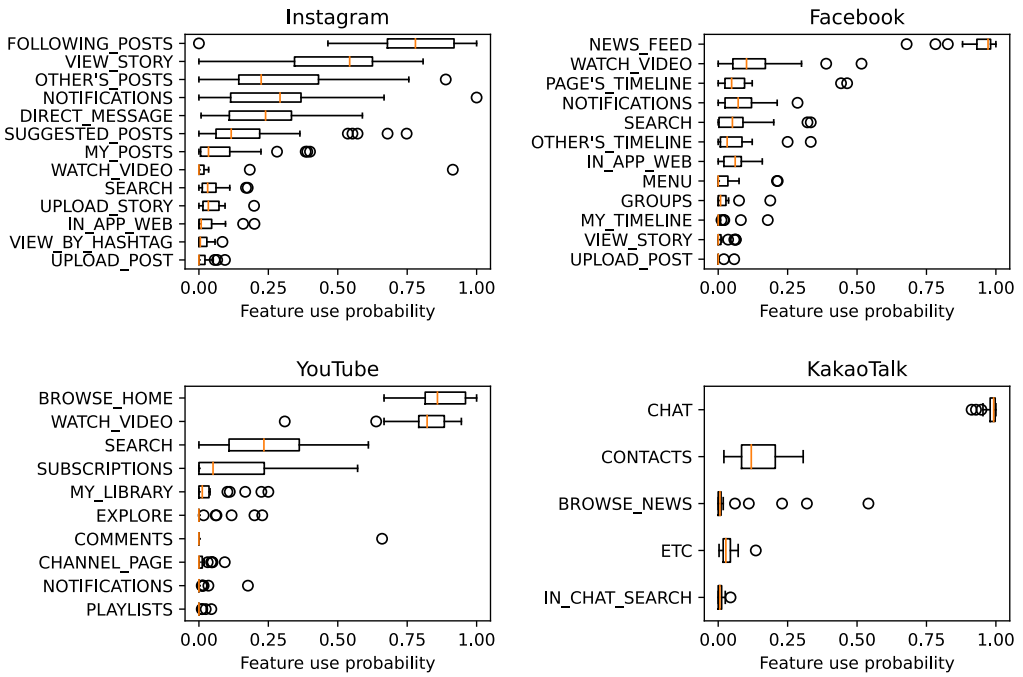 Instagram
FOLLOWING_POSTS
VIEW_STORY
OTHER'S_POSTS
NOTIFICATIONS
DIRECT_MESSAGE
SUGGESTED_POSTS
MY_POSTS
WATCH_VIDEO
SEARCH
UPLOAD_STORY
IN_APP_WEB
VIEW_BY_HASHTAG
UPLOAD_POST
0.00 0.25 0.50 0.75 1.00
Feature use probability
Facebook
NEWS_FEED
WATCH_VIDEO
PAGE'S_TIMELINE
NOTIFICATIONS
SEARCH
OTHER'S_TIMELINE
IN_APP_WEB
MENU
GROUPS
MY_TIMELINE
VIEW_STORY
UPLOAD_POST
0.00 0.25 0.50 0.75 1.00
Feature use probability
YouTube
BROWSE_HOME
WATCH_VIDEO
SEARCH
SUBSCRIPTIONS
MY_LIBRARY
EXPLORE
COMMENTS
CHANNEL_PAGE
NOTIFICATIONS
PLAYLISTS
0.00 0.25 0.50 0.75 1.00
Feature use probability
KakaoTalk
CHAT
CONTACTS
BROWSE_NEWS
ETC
IN_CHAT_SEARCH
0.00 0.25 0.50 0.75 1.00
Feature use probability